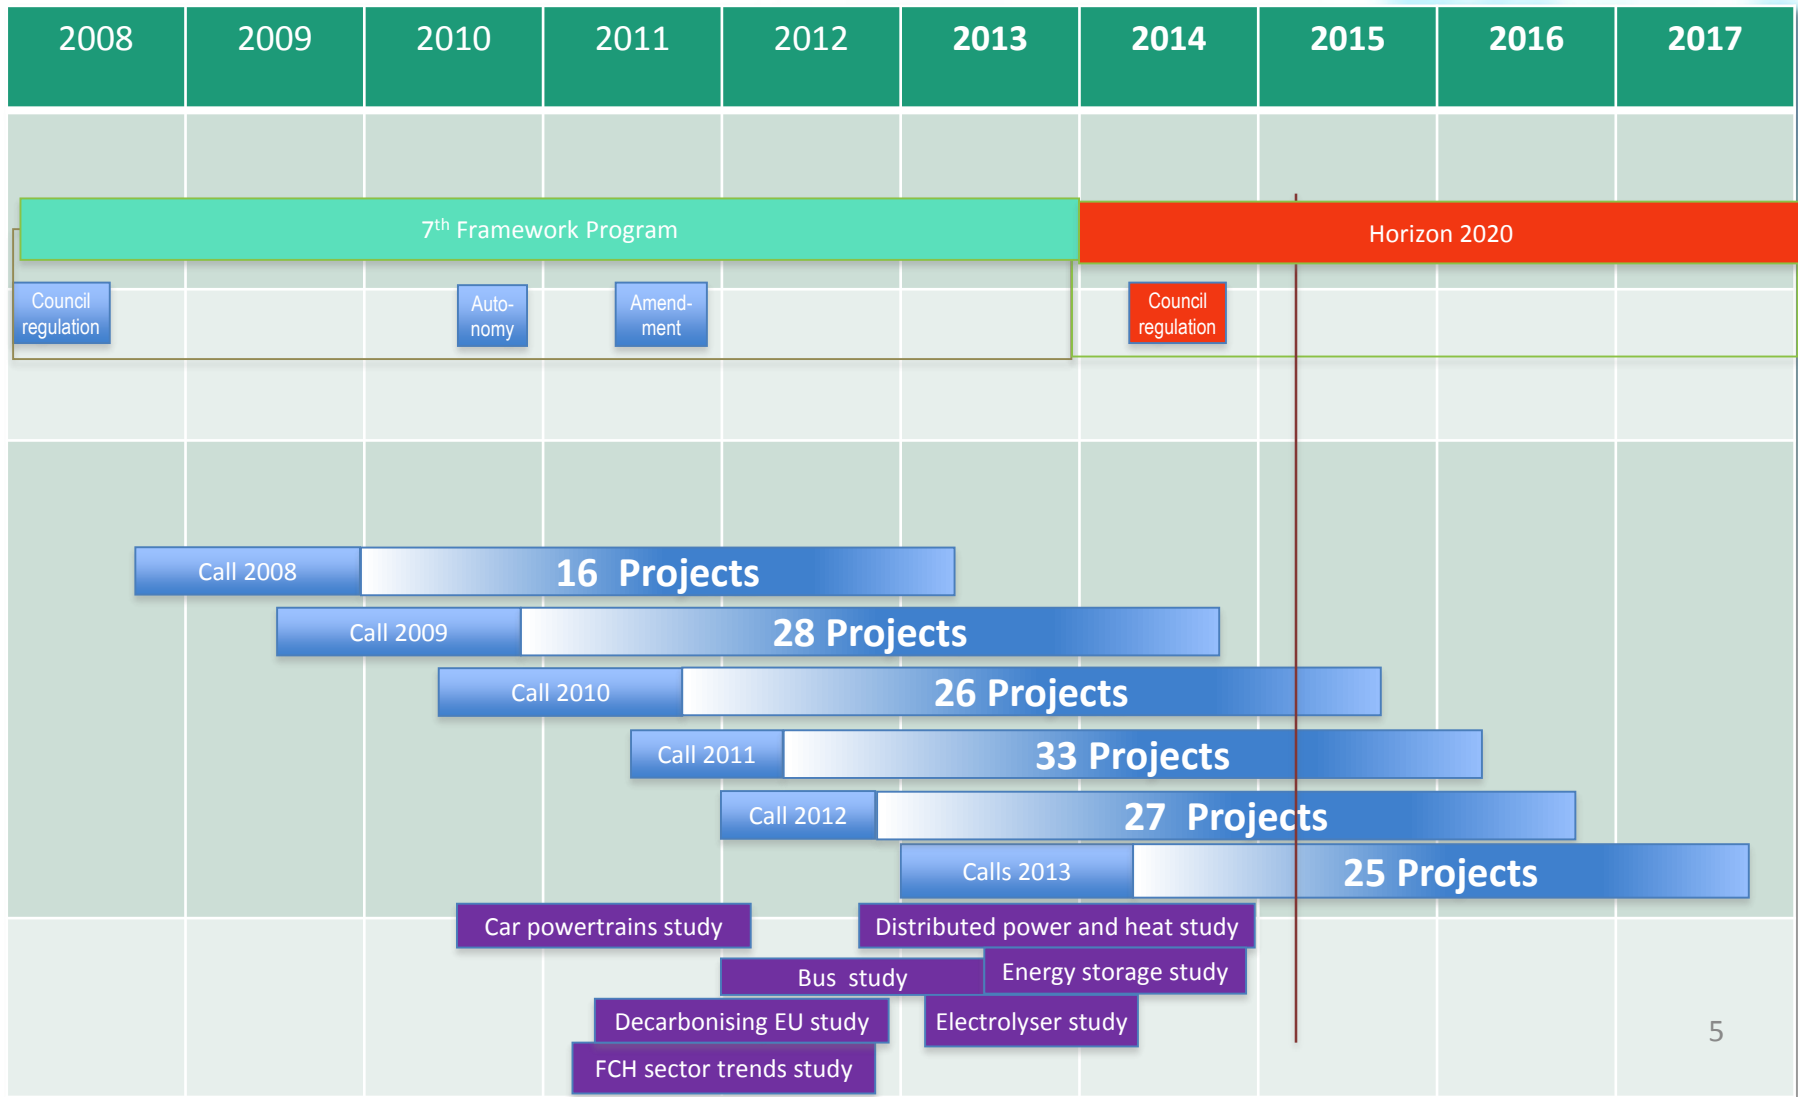 2008 2009 2010 2011 2012 2013 2014 2015 2016 2017
7th Framework Program
Horizon 2020
Council
regulation
Auto-
nomy
Amend-
ment
Council
regulation
Call 2008
16 Projects
Call 2009
28 Projects
Call 2010
26 Projects
Call 2011
33 Projects
Call 2012
27 Projects
Calls 2013
25 Projects
Car powertrains study
Distributed power and heat study
Bus study
Energy storage study
Decarbonising EU study
Electrolyser study
FCH sector trends study
5